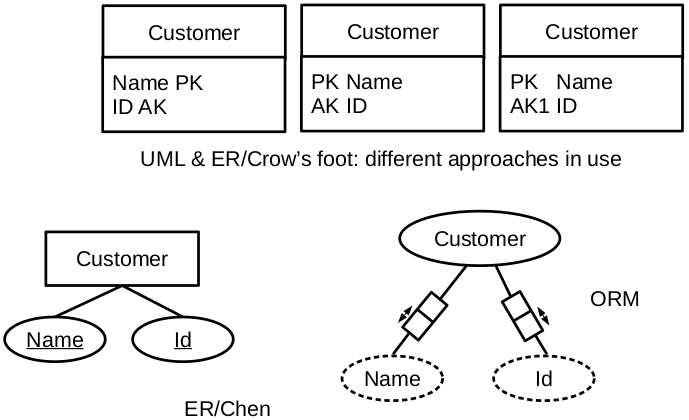 Customer
Name PK
ID AK
Customer
PK Name
AK ID
Customer
PK Name
AK1 ID
UML & ER/Crow's foot: different approaches in use
Customer
Name
Id
ER/Chen
Customer
Name
Id
ORM